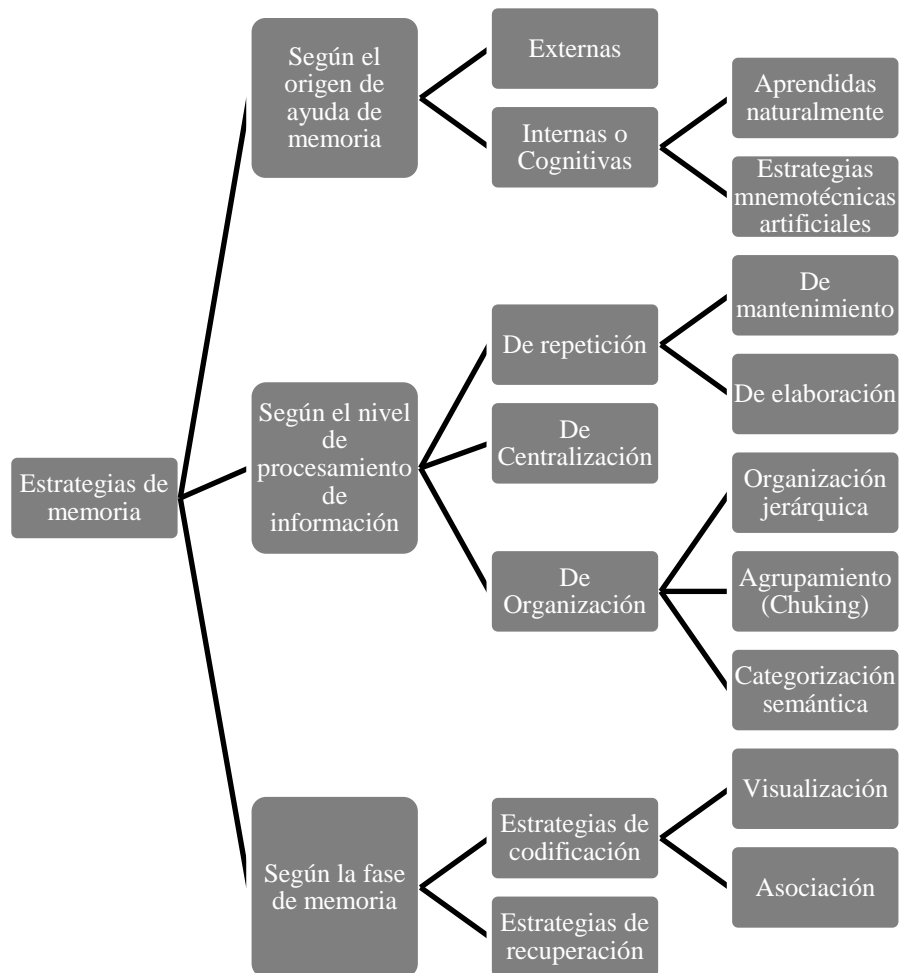 Estrategias de
memoria
Según el
origen de
ayuda de
memoria
Externas
Internas o
Cognitivas
Aprendidas
naturalmente
Estrategias
mnemotécnicas
artificiales
Según el nivel
de
procesamiento
de
información
De repetición
De
mantenimiento
De elaboración
De
Centralización
De
Organización
Organización
jerárquica
Agrupamiento
(Chuking)
Categorización
semántica
Según la fase
de memoria
Estrategias de
codificación
Visualización
Asociación
Estrategias de
recuperación